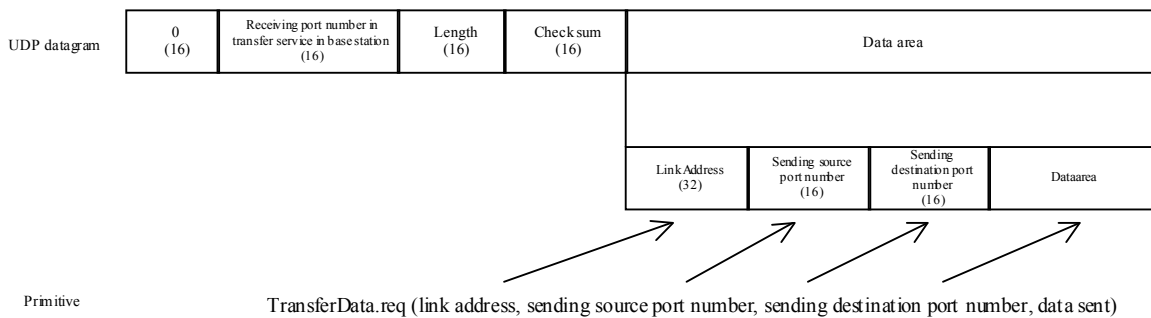 UDP datagram
0
(16)
Receiving port number in
transfer service in base station
(16)
Length
(16)
Checksum
(16)
Data area
Link Address
(32)
Sending source
port number
(16)
Sending
destination port
number
(16)
Dataarea
Primitive
TransferData.req (link address, sending source port number, sending destination port number, data sent)